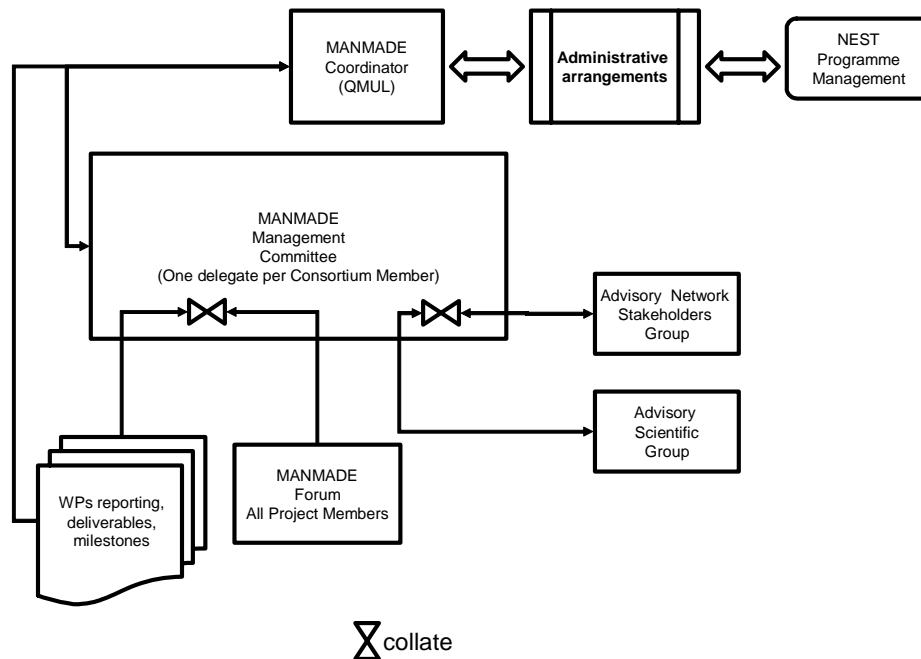 MANMADE
Coordinator
(QMUL)
Administrative
arrangements
NEST
Programme
Management
MANMADE
Management
Committee
(One delegate per Consortium Member)
Advisory Network
Stakeholders
Group
Advisory
Scientific
Group
WPs reporting,
deliverables,
milestones
MANMADE
Forum
All Project Members
collate